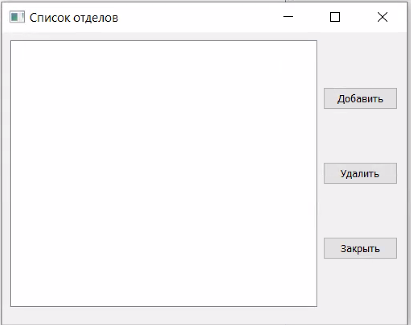 Список отделов
Добавить
Удалить
Закрыть